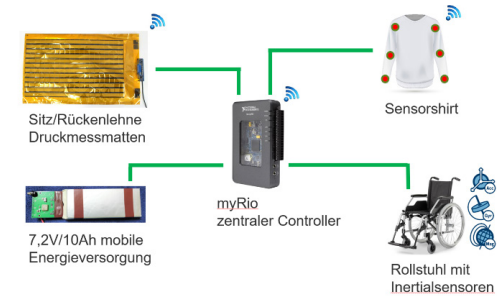 Sitz/Rückenlehne
Druckmessmatten
Sensorshirt
myRio
zentraler Controller
7,2V/10Ah mobile
Energieversorgung
Rollstuhl mit
Inertialsensoren